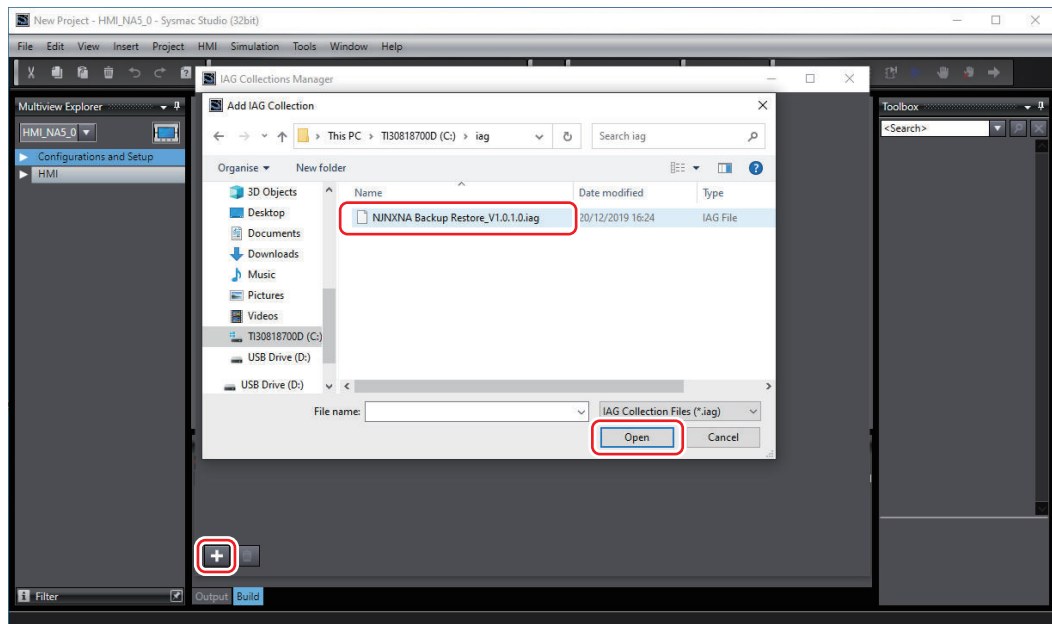 New Project - HMI_NA5_0 - Sysmac Studio (32bit)
File Edit View Insert Project HMI Simulation Tools Window Help
IAG Collections Manager
Multiview Explorer
Toolbox
Add IAG Collection
HMI_NA5_0
<Search>
This PC > TI30818700D (C:) > iag
Search iag
Configurations and Setup
HMI
Organise
New folder
3D Objects
Name
Date modified
Type
Desktop
NJNXNA Backup Restore_V1.0.1.0.iag
20/12/2019 16:24
IAG File
Documents
Downloads
Music
Pictures
Videos
TI30818700D (C:)
USB Drive (D:)
USB Drive (D:)
File name:
IAG Collection Files (*.iag)
Open
Cancel
Filter
Output
Build